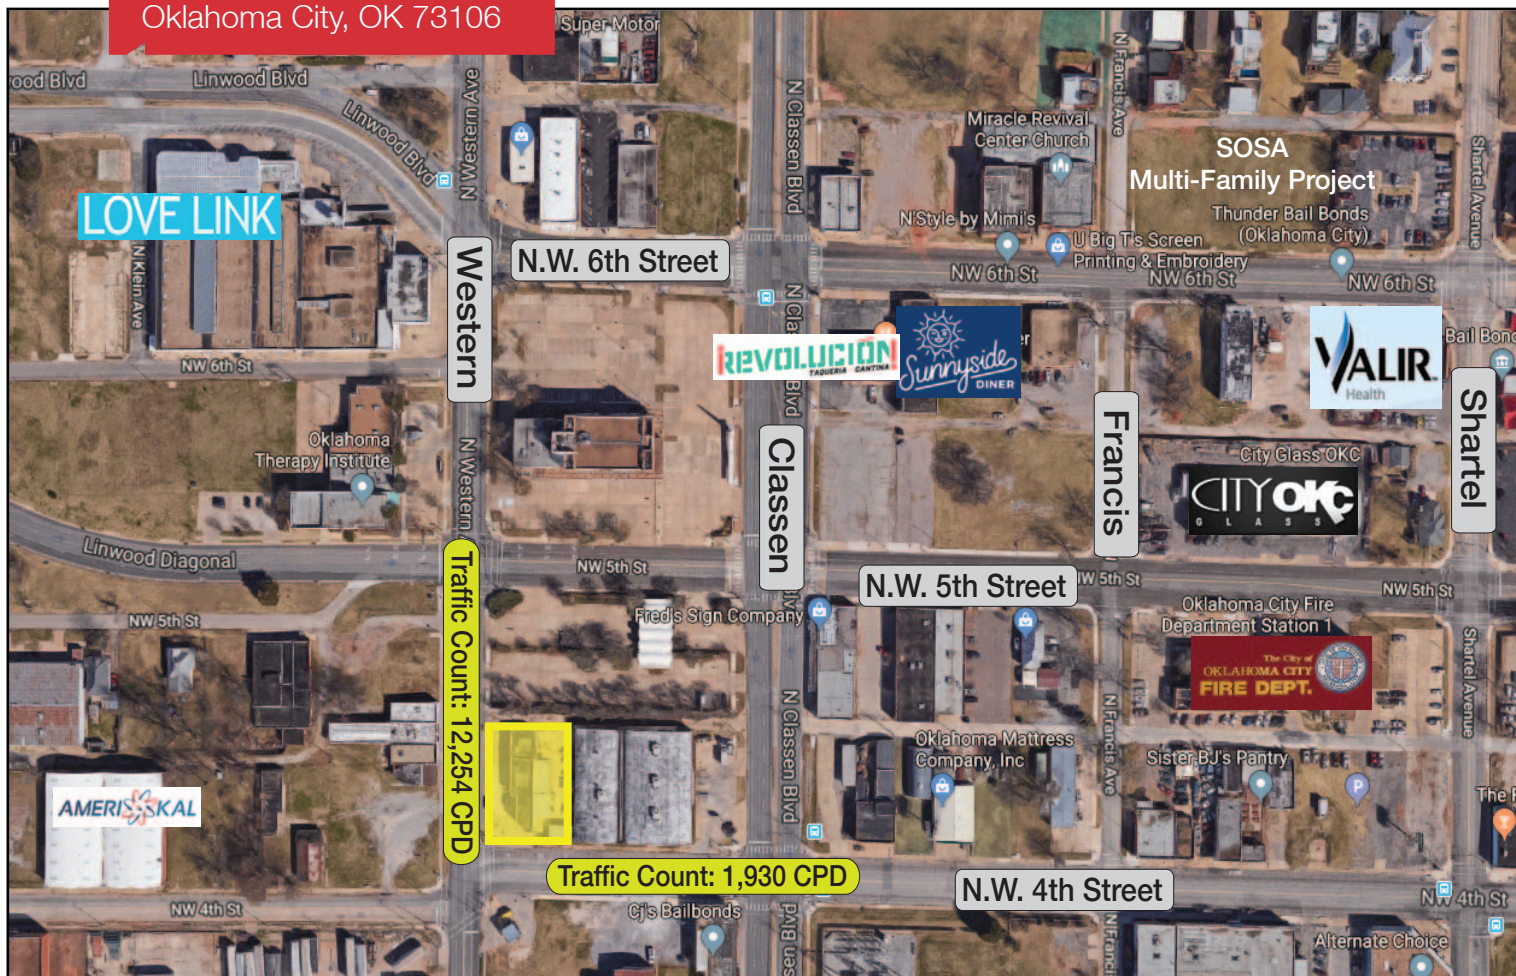 Oklahoma City, OK 73106
Super Motor
Linwood Blvd
Linwood Blvd
N Western Ave
N Classen Blvd
N Francis Ave
Miracle Revival
Center Church
SOSA
Multi-Family Project
Shartel Avenue
LOVE LINK
N Klein Ave
Western
N.W. 6th Street
N'Style by Mimi's
U Big T's Screen
Printing & Embroidery
Thunder Bail Bonds
(Oklahoma City)
NW 6th St
NW 6th St
NW 6th St
REVOLUCIÓN
TAQUERIA CANTINA
Sunnyside
DINER
VALIR
Health
Bail Bond
NW 6th St
Oklahoma
Therapy Institute
N Western
Classen
Francis
Shartel
City Glass OKC
CITY OKC
GLASS
Linwood Diagonal
NW 5th St
N.W. 5th Street
NW 5th St
NW 5th St
NW 5th St
Traffic Count: 12,254 CPD
Fred's Sign Company
Oklahoma City Fire
Department Station 1
The City of
OKLAHOMA CITY
FIRE DEPT.
Shartel Avenue
N Classen Blvd
N Francis Ave
Oklahoma Mattress
Company, Inc
Sister BJ's Pantry
P
AMERISKAL
Traffic Count: 1,930 CPD
N.W. 4th Street
NW 4th St
NW 4th St
Cj's Bailbonds
Alternate Choice